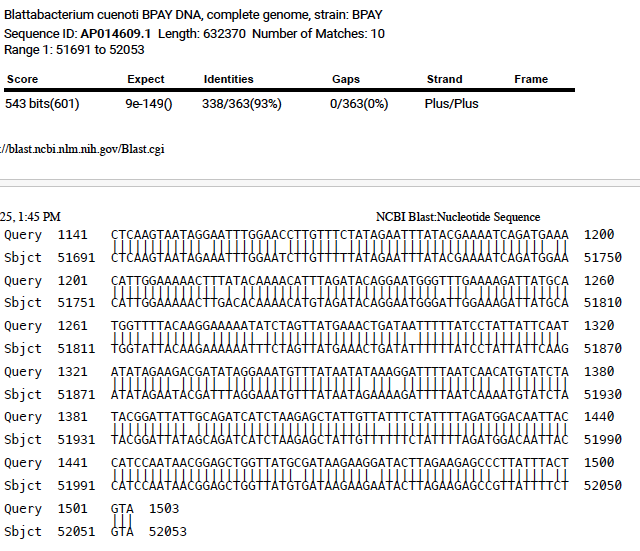 Blattabacterium cuenoti BPAY DNA, complete genome, strain: BPAY
Sequence ID: AP014609.1 Length: 632370 Number of Matches: 10
Range 1: 51691 to 52053
Score Expect Identities Gaps Strand Frame
543 bits(601) 9e-149() 338/363(93%) 0/363(0%) Plus/Plus
://blast.ncbi.nlm.nih.gov/Blast.cgi
25, 1:45 PM NCBI Blast:Nucleotide Sequence
Query 1141 CTCAAGTAATAGGAATTTGGAACCTTGTTTCTATAGAATTTATACGAAAATCAGATGAAA 1200
Sbjct 51691 CTCAAGTAATAGAAATTTGGAATCTTGTTTTTATAGAATTTATACGAAAATCAGATGGAA 51750
Query 1201 CATTGGAAAAACTTTATACAAAACATTTAGATACAGGAATGGGTTTTGAAAAGATTATGCA 1260
Sbjct 51751 CATTGGAAAAACTTGACACAAAACATGTAGATACAGGAATGGGATTGGAAAGATTATGCA 51810
Query 1261 TGGTTTTACAAGGAAAAATATCTAGTTATGAAACTGATAATTTTTATCCTATTATTCAAT 1320
Sbjct 51811 TGGTATTACAAGAAAAAATTTCTAGTTATGAAACTGATATTTTTTATCCTATTATTCAAG 51870
Query 1321 ATATAGAAGACGATATAGGAAATGTTTATAATATAAAGGATTTTAATCAACATGTATCTA 1380
Sbjct 51871 ATATAGAATACGATTTAGGAAATGTTTATAATAGAAAAGATTTTAATCAAAATGTATCTA 51930
Query 1381 TACGGATTATTGCAGATCATCTAAGAGCTATTGTTATTTCTATTTTAGATGGACAATTAC 1440
Sbjct 51931 TACGGATTATAGCAGATCATCTAAGAGCTATTGTTTTTTCTATTTTAGATGGACAATTAC 51990
Query 1441 CATCCAATAACGGAGCTGGTTATGCGATAAGAAGGATACTTAGAAGAGCCCTTATTTACT 1500
Sbjct 51991 CATCCAATAACGGAGCTGGTTATGTGATAAGAAGAATACTTAGAAGAGCCGTTATTTTCT 52050
Query 1501 GTA 1503
Sbjct 52051 GTA 52053